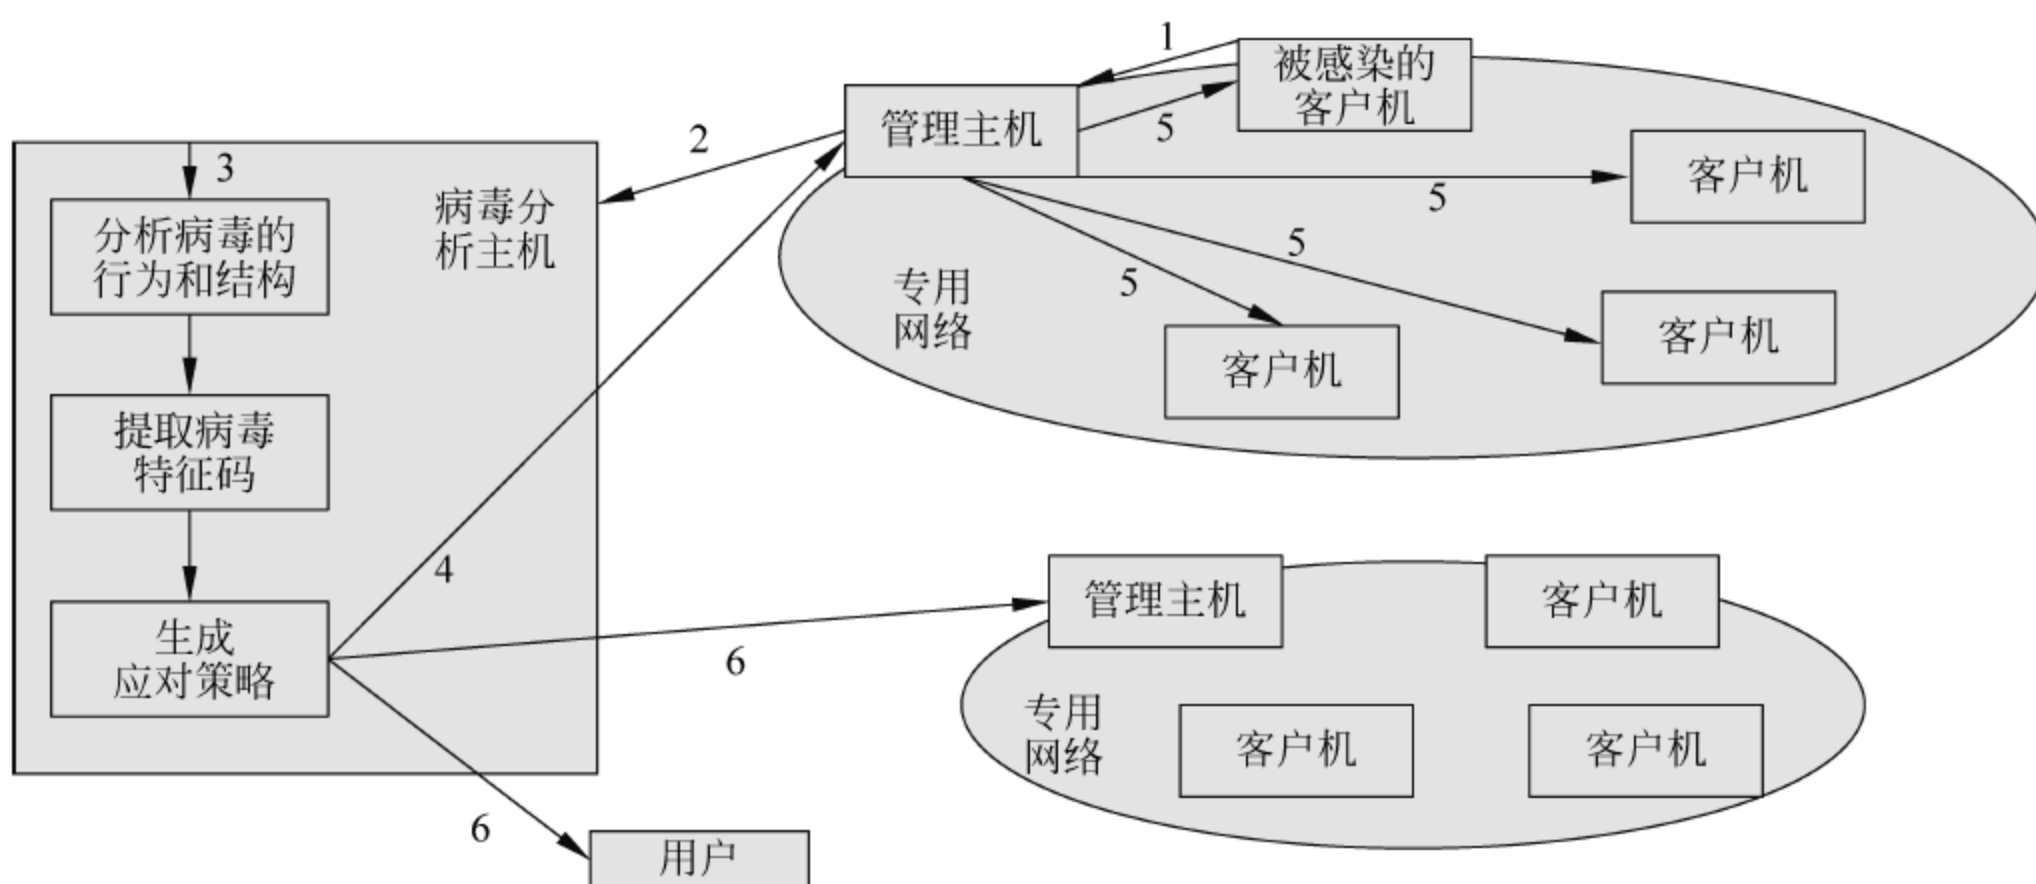 3
分析病毒的
行为和结构
提取病毒
特征码
生成
应对策略
病毒分
析主机
2
4
6
6
用户
1
被感染的
客户机
管理主机
5
客户机
5
5
5
专用
网络
客户机
客户机
管理主机
客户机
专用
网络
客户机
客户机